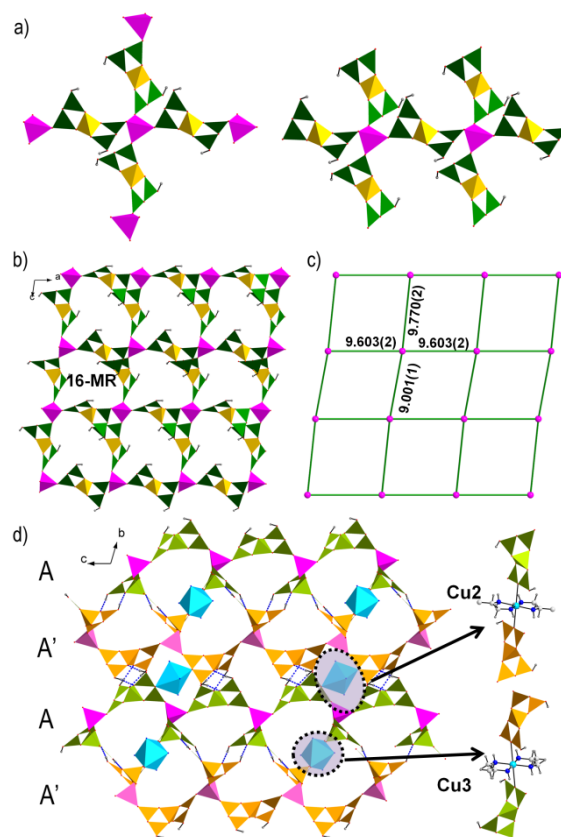 a)
b)
a
c
16-MR
c)
9.770(2)
9.603(2) 9.603(2)
9.001(1)
d)
b
c
A
A'
A
A'
Cu2
Cu3